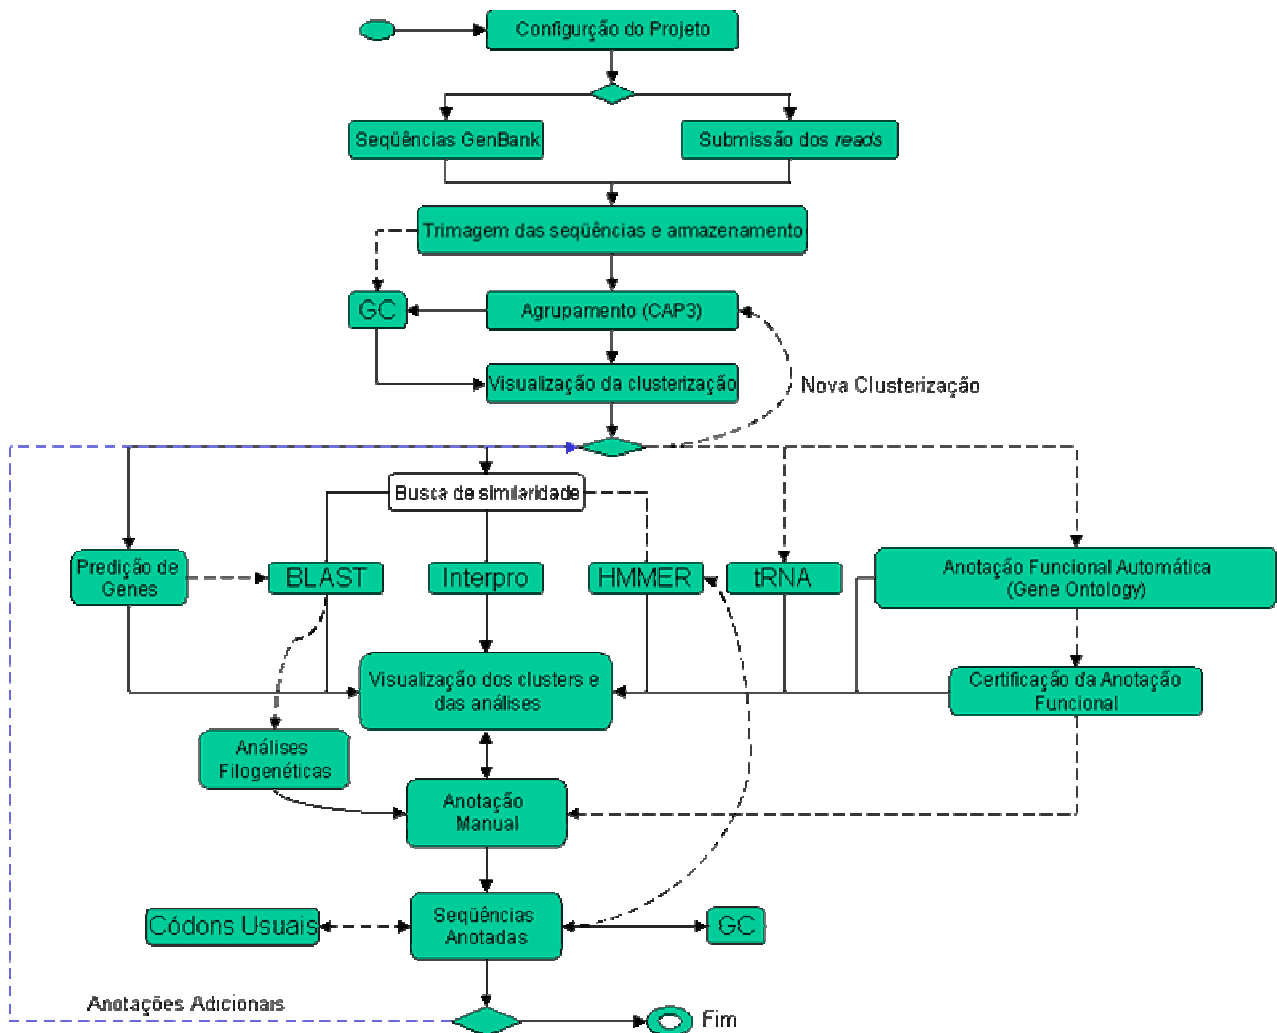 Configurção do Projeto
Seqüências GenBank
Submissão dos reads
Trimagem das seqüências e armazenamento
GC
Agrupamento (CAP3)
Visualização da clusterização
Nova Clusterização
Busca de similaridade
Predição de
Genes
BLAST
Interpro
HMMER
tRNA
Anotação Funcional Automática
(Gene Ontology)
Visualização dos clusters e
das análises
Certificação da Anotação
Funcional
Análises
Filogenéticas
Anotação
Manual
Códons Usuais
Seqüências
Anotadas
GC
Anotações Adicionais
Fim